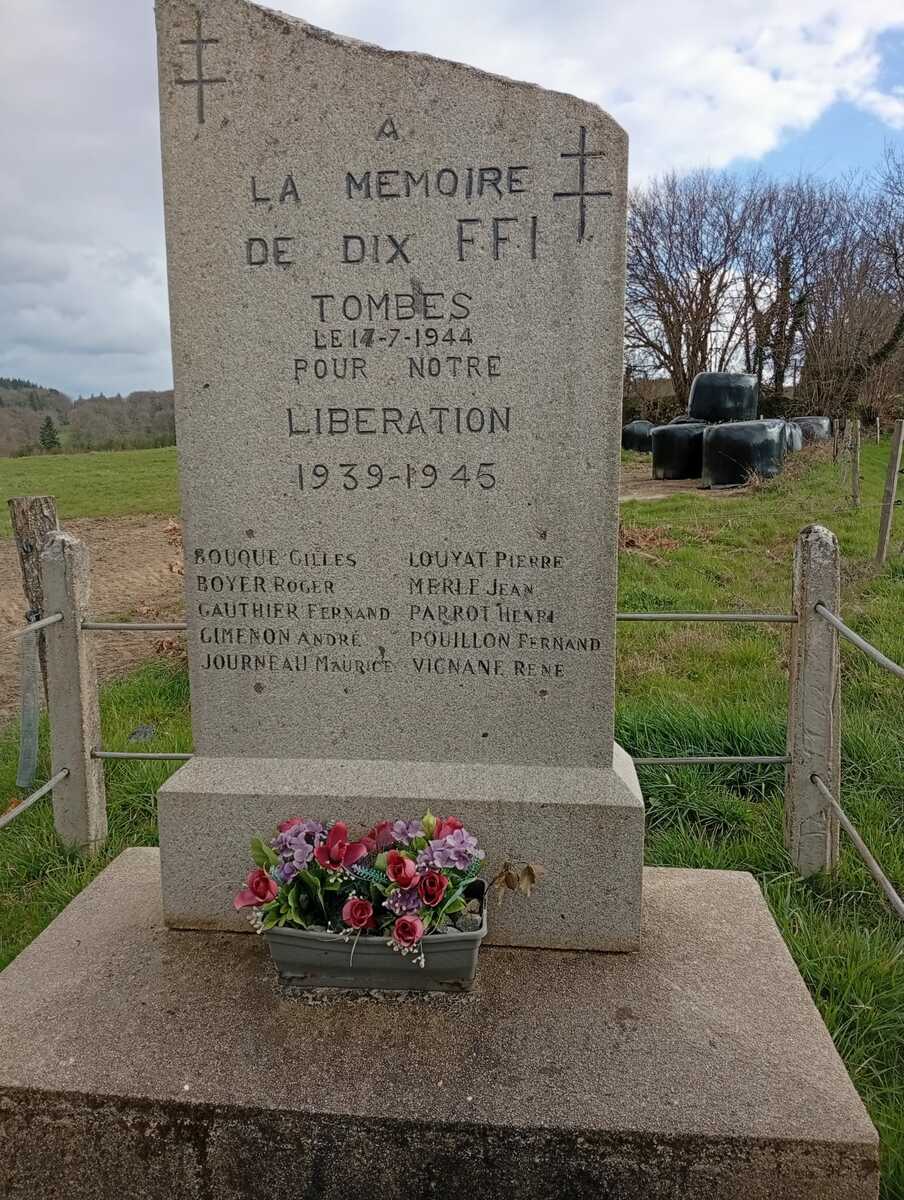 A
LA MEMOIRE
DE DIX FFI
TOMBES
LE 17-7-1944
POUR NOTRE
LIBERATION
1939-1945
BOUQUE GILLES LOUYAT PIERRE
BOYER ROGER MERLE JEAN
GAUTHIER FERNAND PARROT HENRI
GIMENON ANDRÉ POUILLON FERNAND
JOURNEAU MAURICE VIGNANE RENE